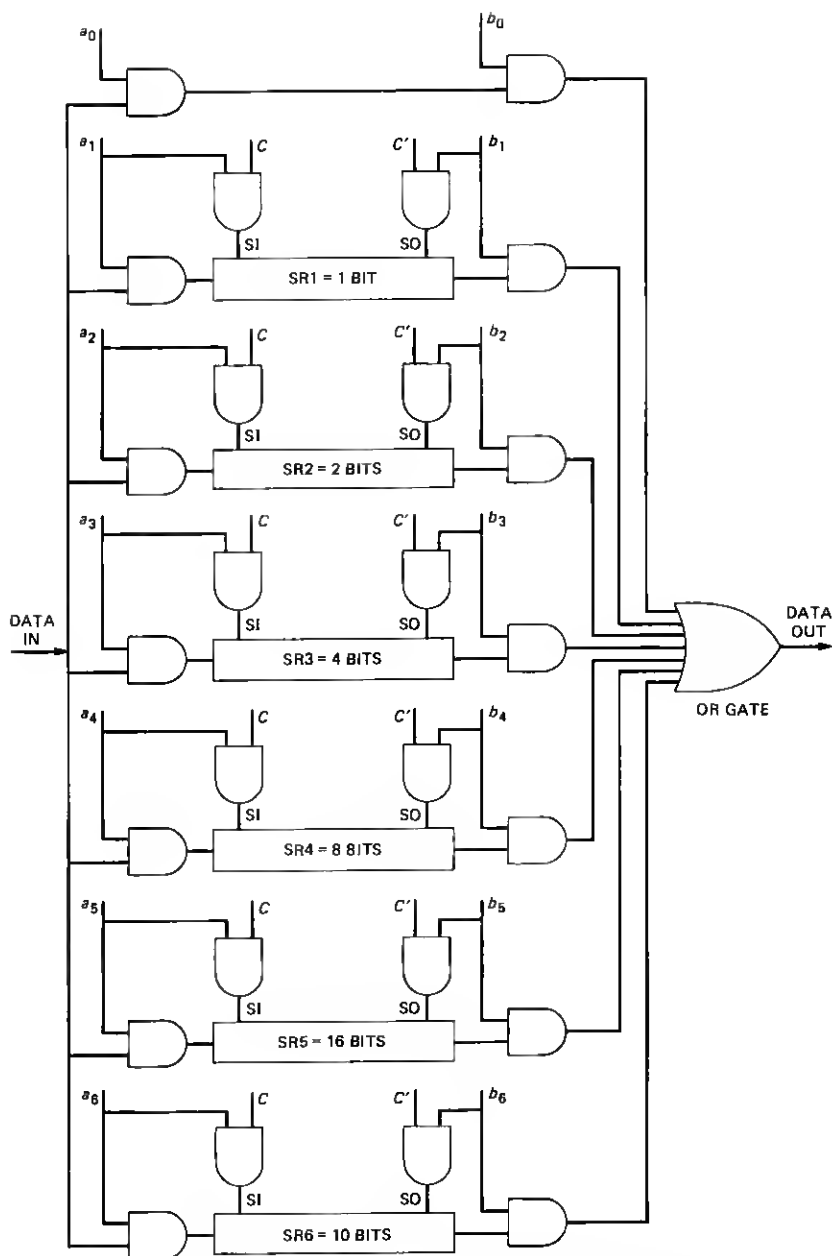 a0 b0
a1 C C' b1
SI SO
SR1 = 1 BIT
a2 C C' b2
SI SO
SR2 = 2 BITS
a3 C C' b3
SI SO
DATA IN
SR3 = 4 BITS
DATA OUT
OR GATE
a4 C C' b4
SI SO
SR4 = 8 8ITS
a5 C C' b5
SI SO
SR5 = 16 BITS
a6 C C' b6
SI SO
SR6 = 10 BITS